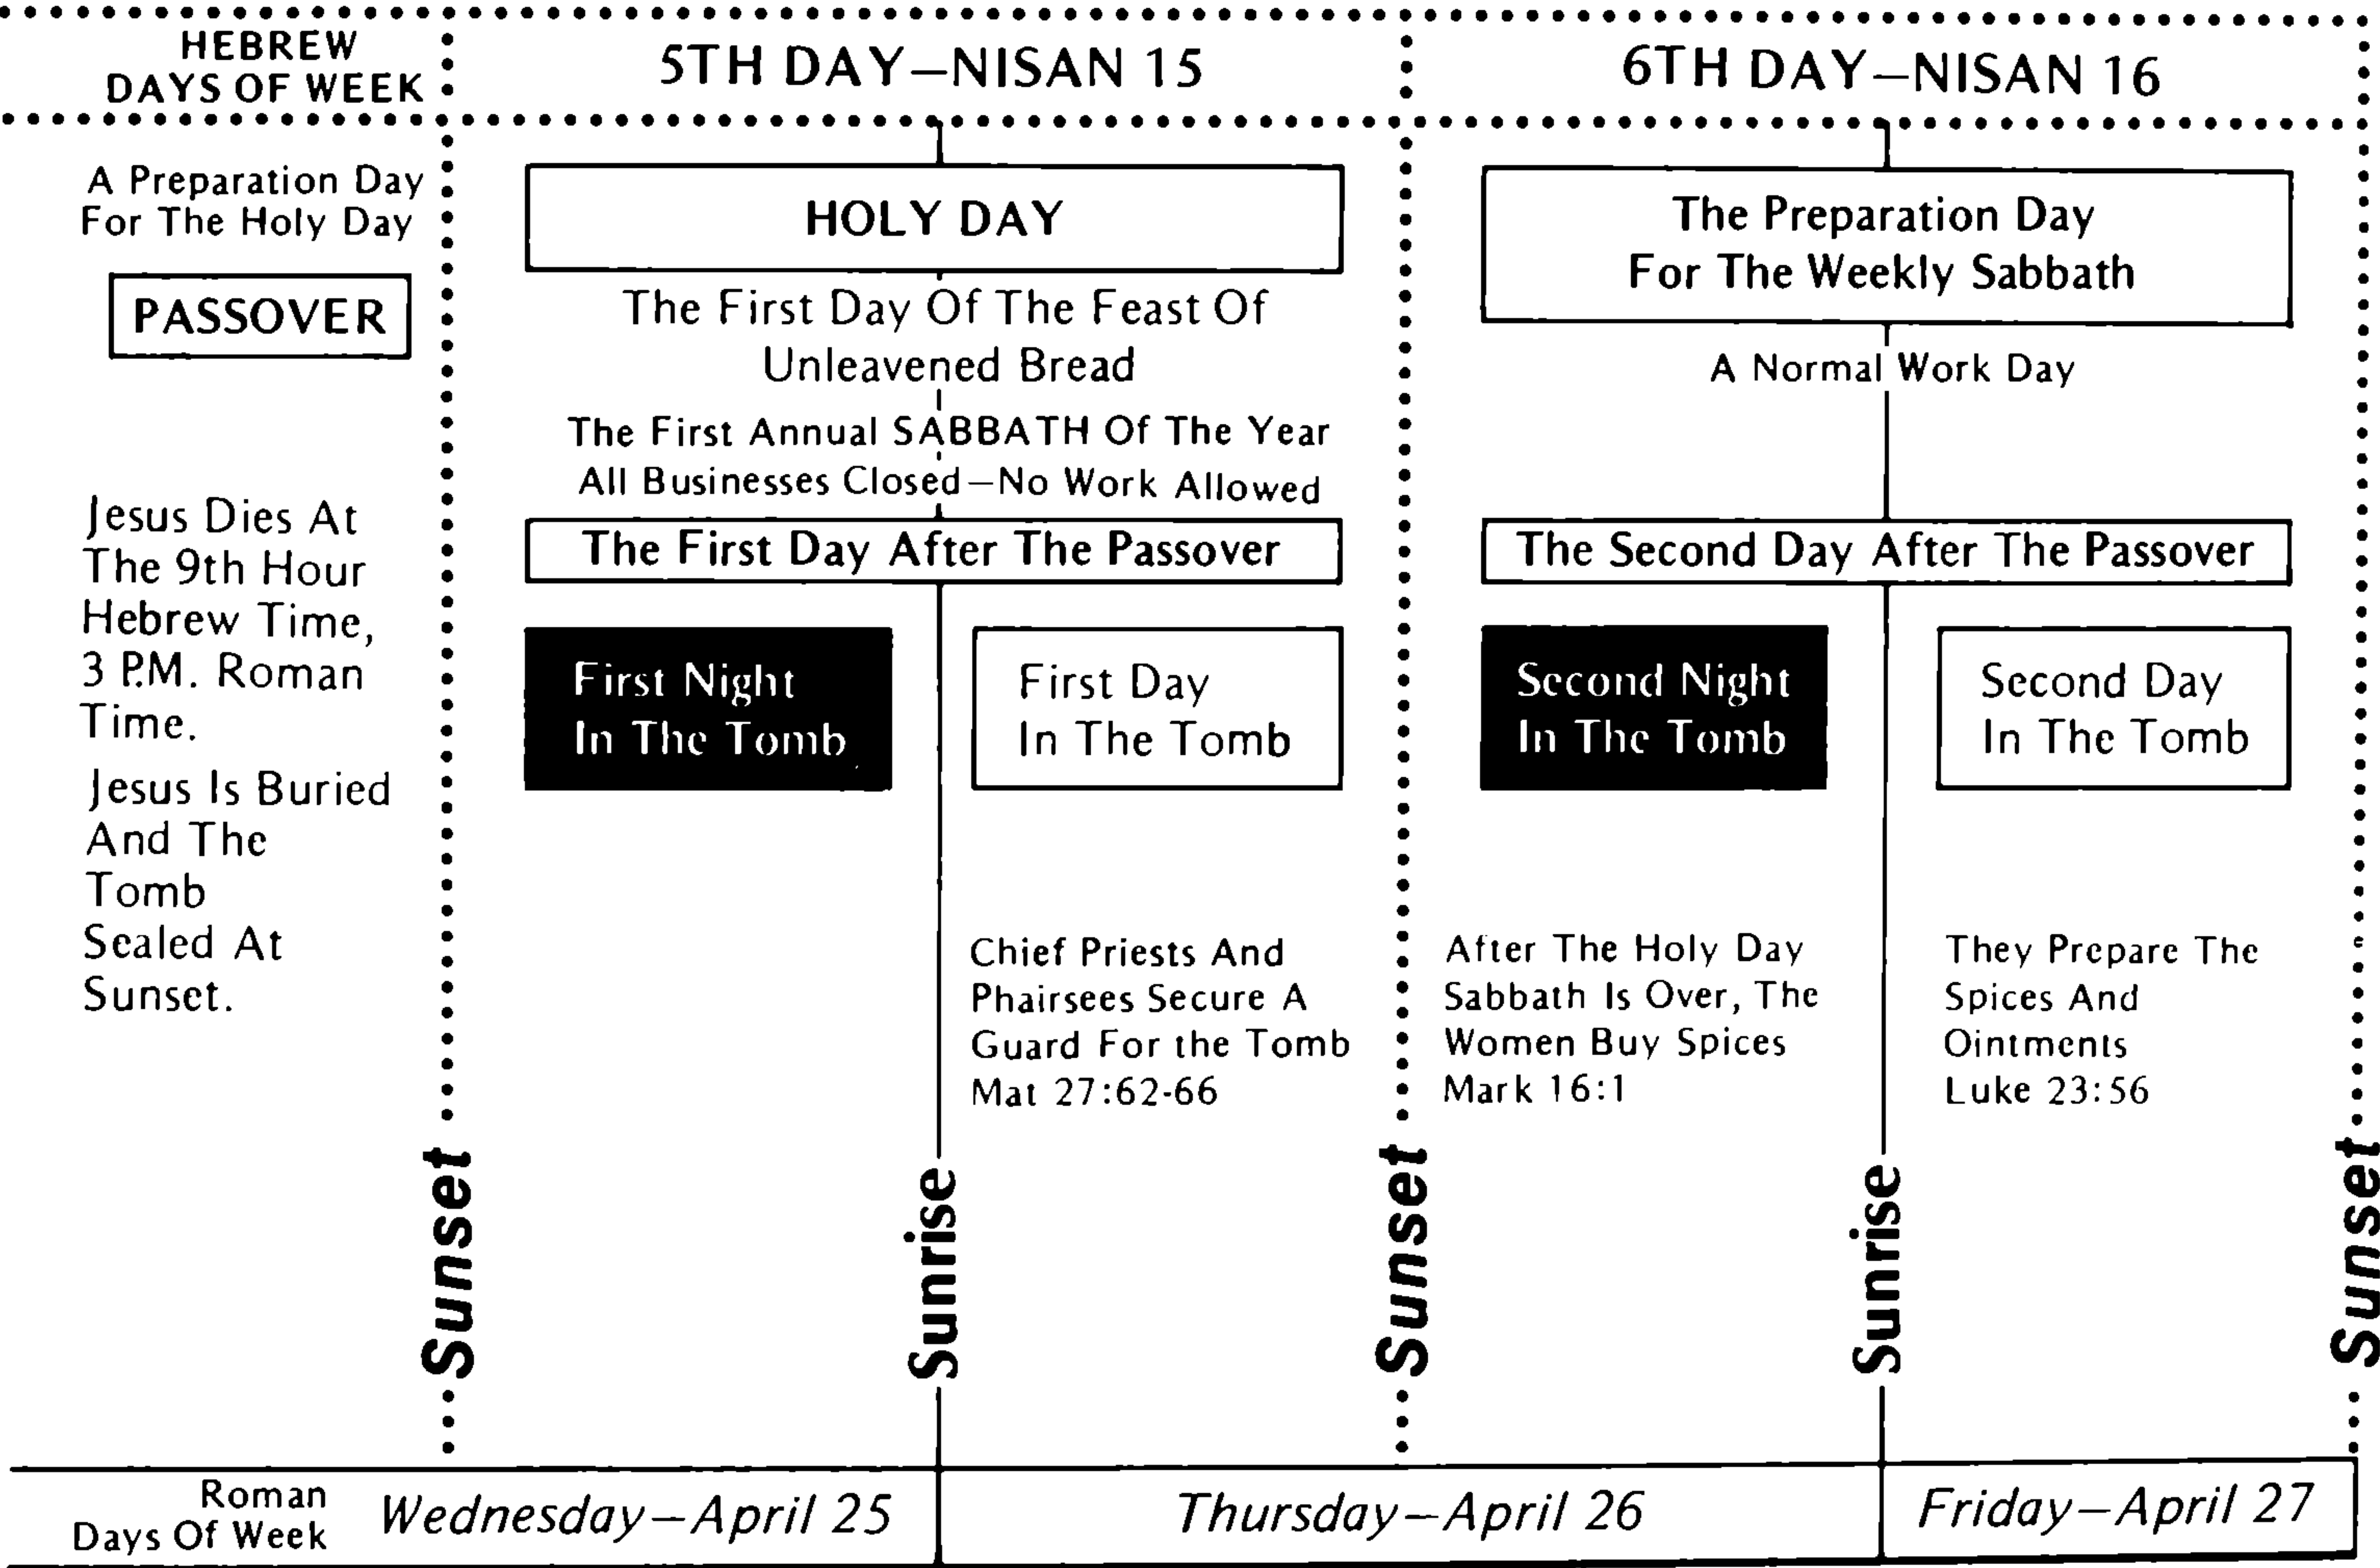 HEBREW
DAYS OF WEEK
5TH DAY—NISAN 15
6TH DAY—NISAN 16
A Preparation Day
For The Holy Day
PASSOVER
Jesus Dies At
The 9th Hour
Hebrew Time,
3 P.M. Roman
Time.
Jesus Is Buried
And The
Tomb
Sealed At
Sunset.
HOLY DAY
The First Day Of The Feast Of
Unleavened Bread
The First Annual SABBATH Of The Year
All Businesses Closed—No Work Allowed
The First Day After The Passover
First Night
In The Tomb
First Day
In The Tomb
Chief Priests And
Phairsees Secure A
Guard For the Tomb
Mat 27:62-66
The Preparation Day
For The Weekly Sabbath
A Normal Work Day
The Second Day After The Passover
Second Night
In The Tomb
Second Day
In The Tomb
After The Holy Day
Sabbath Is Over, The
Women Buy Spices
Mark 16:1
They Prepare The
Spices And
Ointments
Luke 23:56
Sunset
Sunrise
Sunset
Sunrise
Sunset
Roman
Days Of Week
Wednesday—April 25
Thursday—April 26
Friday—April 27